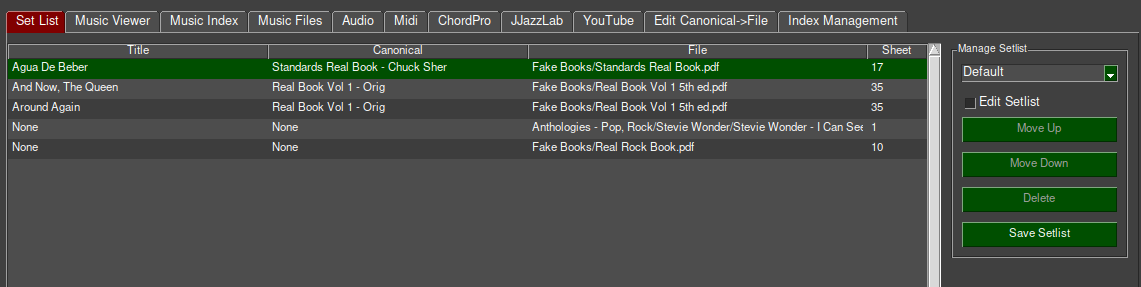 Set List Music Viewer Music Index Music Files Audio Midi ChordPro JJazzLab YouTube Edit Canonical->File Index Management
Title Canonical File Sheet
Agua De Beber Standards Real Book - Chuck Sher Fake Books/Standards Real Book.pdf 17
And Now, The Queen Real Book Vol 1 - Orig Fake Books/Real Book Vol 1 5th ed.pdf 35
Around Again Real Book Vol 1 - Orig Fake Books/Real Book Vol 1 5th ed.pdf 35
None None Anthologies - Pop, Rock/Stevie Wonder/Stevie Wonder - I Can See 1
None None Fake Books/Real Rock Book.pdf 10
Manage Setlist
Default
Edit Setlist
Move Up
Move Down
Delete
Save Setlist